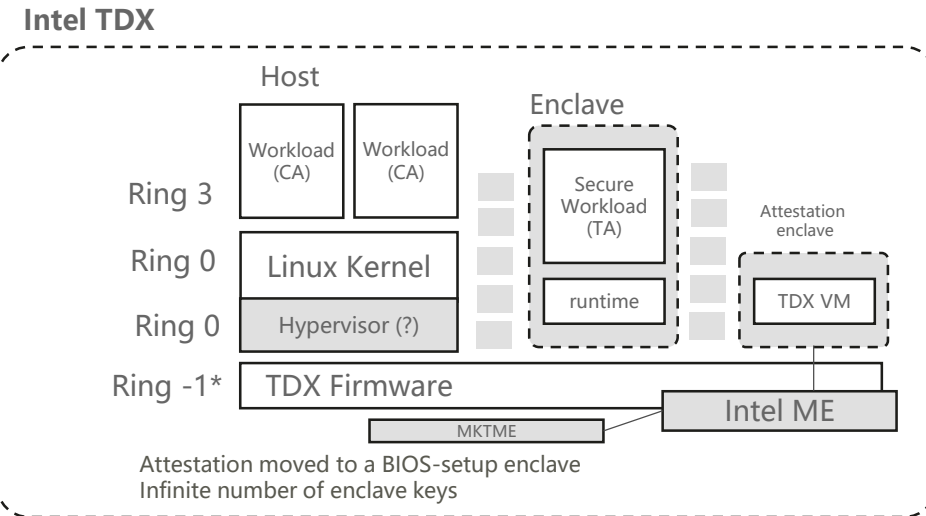 Intel TDX
Host
Enclave
Workload
(CA)
Workload
(CA)
Ring 3
Secure
Workload
(TA)
Attestation
enclave
Ring 0
Linux Kernel
runtime
TDX VM
Ring 0
Hypervisor (?)
Ring -1*
TDX Firmware
Intel ME
MKTME
Attestation moved to a BIOS-setup enclave
Infinite number of enclave keys